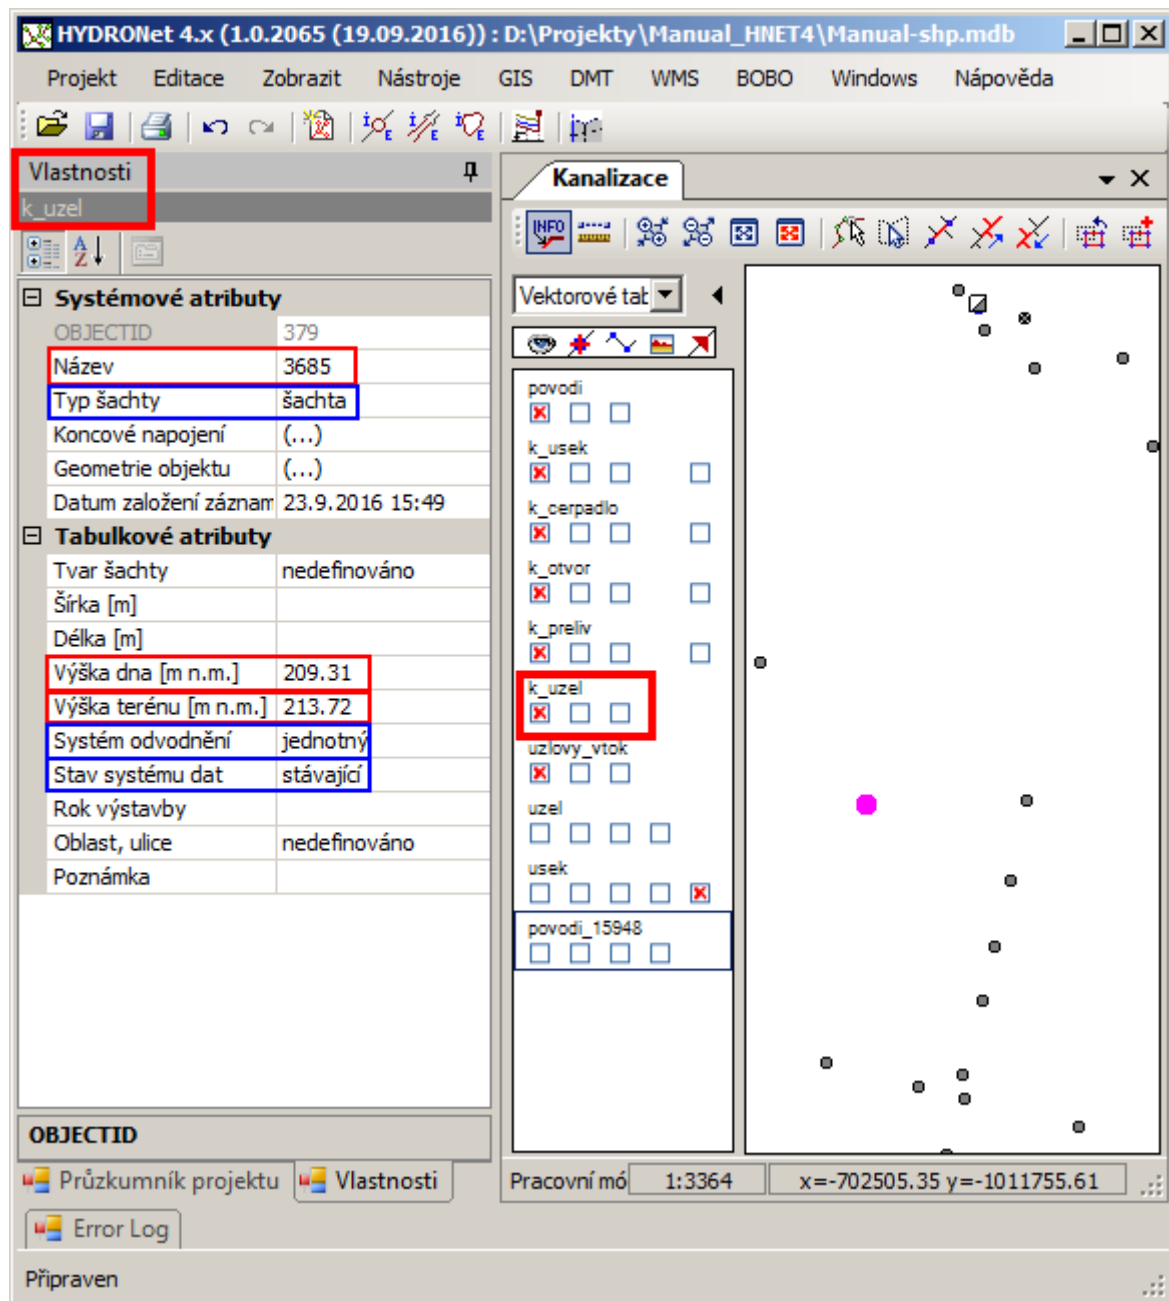 HYDRONet 4.x (1.0.2065 (19.09.2016)) : D:\Projekty\Manual_HNET4\Manual-shp.mdb
Projekt Editace Zobrazit Nástroje GIS DMT WMS BOBO Windows Nápověda
Vlastnosti
k_uzel
Systémové atributy
OBJECTID 379
Název 3685
Typ šachty šachta
Koncové napojení (...)
Geometrie objektu (...)
Datum založení záznam 23.9.2016 15:49
Tabulkové atributy
Tvar šachty nedefinováno
Šírka [m]
Délka [m]
Výška dna [m n.m.] 209.31
Výška terénu [m n.m.] 213.72
Systém odvodnění jednotný
Stav systému dat stávající
Rok výstavby
Oblast, ulice nedefinováno
Poznámka
OBJECTID
Průzkumník projektu Vlastnosti
Kanalizace
INFO
Vektorové tab
povodi
k_usek
k_cerpadlo
k_otvor
k_preliv
k_uzel
uzlovy_vtok
uzel
usek
povodi_15948
Pracovní mó 1:3364 x=-702505.35 y=-1011755.61
Error Log
Připraven